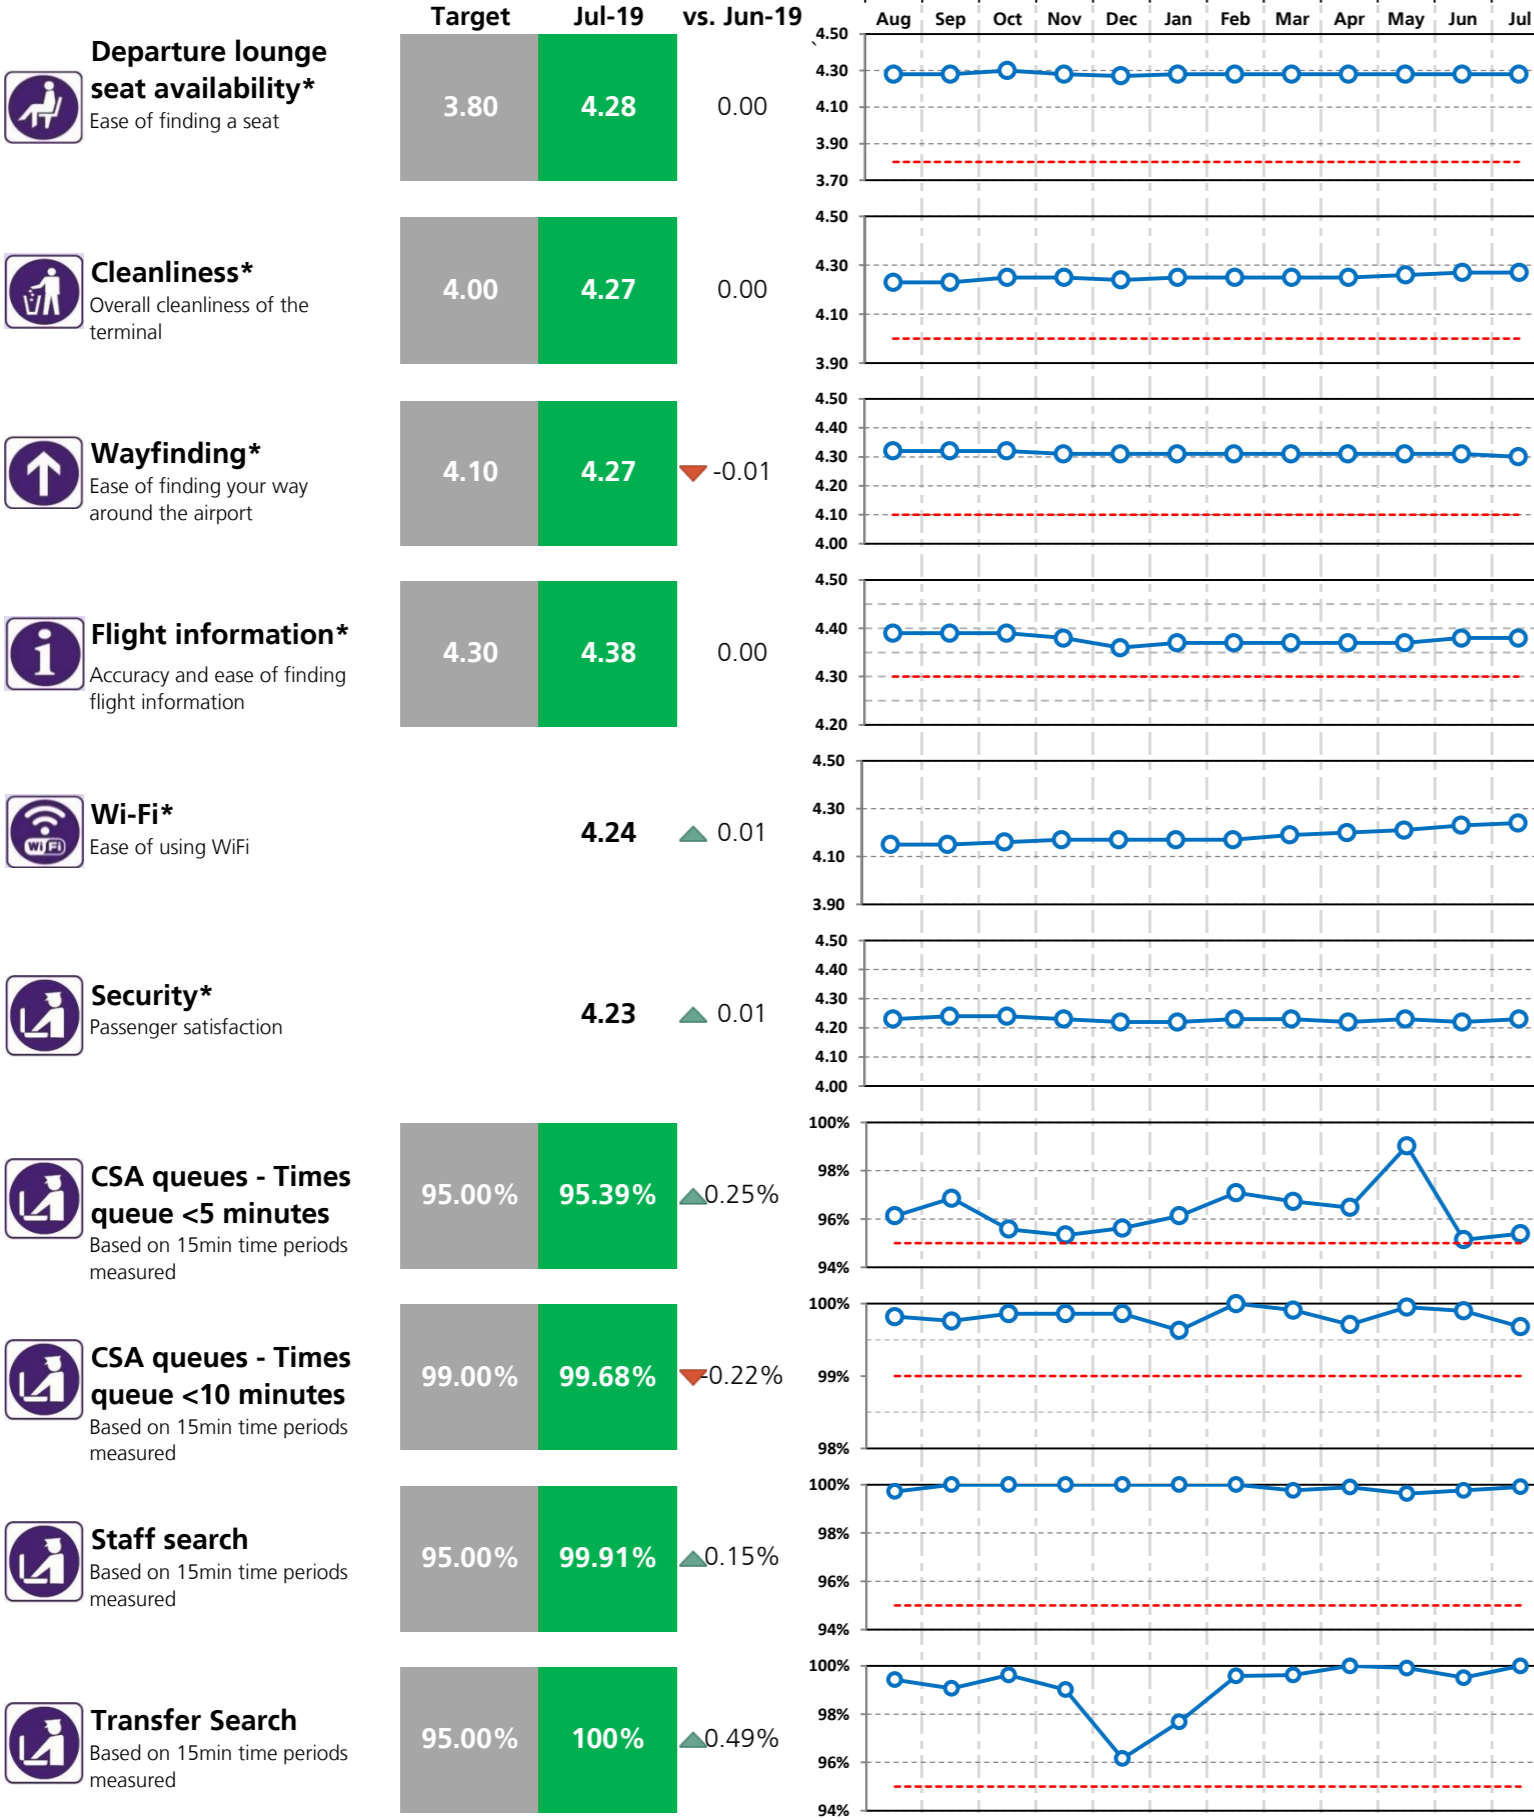 Target Jul-19 vs. Jun-19 Aug Sep Oct Nov Dec Jan Feb Mar Apr May Jun Jul
Departure lounge
seat availability*
Ease of finding a seat
3.80 4.28 0.00
4.50
4.30
4.10
3.90
3.70
Cleanliness*
Overall cleanliness of the
terminal
4.00 4.27 0.00
4.50
4.30
4.10
3.90
Wayfinding*
Ease of finding your way
around the airport
4.10 4.27 -0.01
4.50
4.40
4.30
4.20
4.10
4.00
Flight information*
Accuracy and ease of finding
flight information
4.30 4.38 0.00
4.50
4.40
4.30
4.20
WiFi
Wi-Fi*
Ease of using WiFi
4.24 0.01
4.50
4.30
4.10
3.90
Security*
Passenger satisfaction
4.23 0.01
4.50
4.40
4.30
4.20
4.10
4.00
CSA queues - Times
queue <5 minutes
Based on 15min time periods
measured
95.00% 95.39% 0.25%
100%
98%
96%
94%
CSA queues - Times
queue <10 minutes
Based on 15min time periods
measured
99.00% 99.68% -0.22%
100%
99%
98%
Staff search
Based on 15min time periods
measured
95.00% 99.91% 0.15%
100%
98%
96%
94%
Transfer Search
Based on 15min time periods
measured
95.00% 100% 0.49%
100%
98%
96%
94%